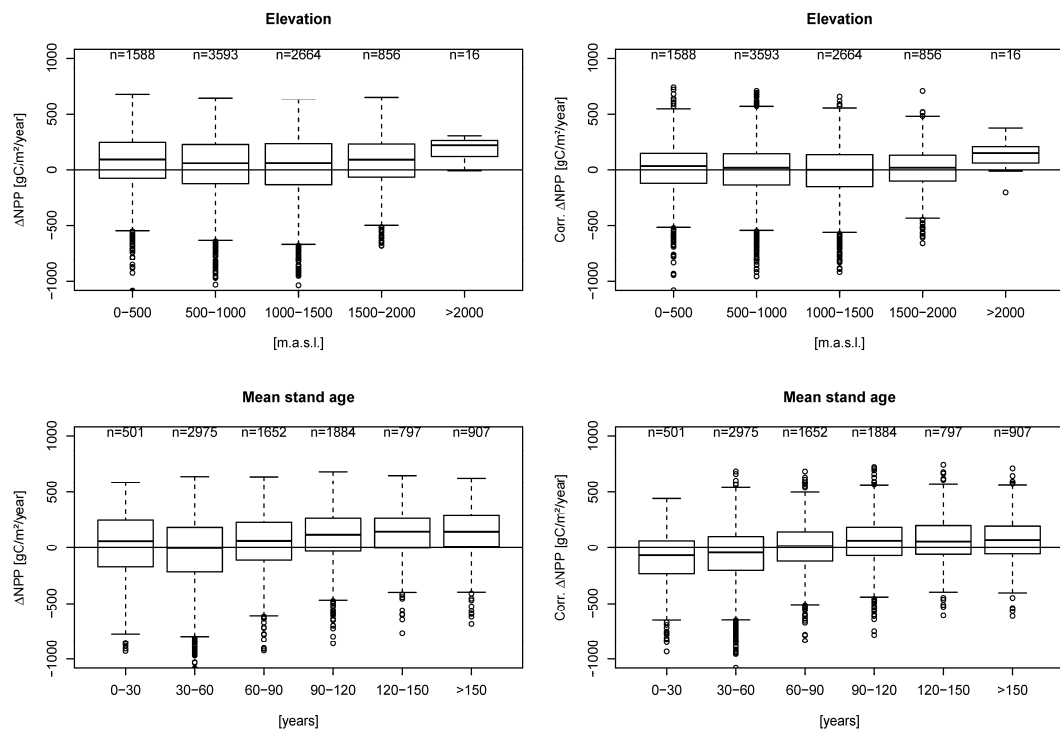 Elevation
n=1588 n=3593 n=2664 n=856 n=16
ΔNPP [gC/m²/year]
1000
500
0
−500
−1000
0−500 500−1000 1000−1500 1500−2000 >2000
[m.a.s.l.]
Elevation
n=1588 n=3593 n=2664 n=856 n=16
Corr. ΔNPP [gC/m²/year]
1000
500
0
−500
−1000
0−500 500−1000 1000−1500 1500−2000 >2000
[m.a.s.l.]
Mean stand age
n=501 n=2975 n=1652 n=1884 n=797 n=907
ΔNPP [gC/m²/year]
1000
500
0
−500
−1000
0−30 30−60 60−90 90−120 120−150 >150
[years]
Mean stand age
n=501 n=2975 n=1652 n=1884 n=797 n=907
Corr. ΔNPP [gC/m²/year]
1000
500
0
−500
−1000
0−30 30−60 60−90 90−120 120−150 >150
[years]